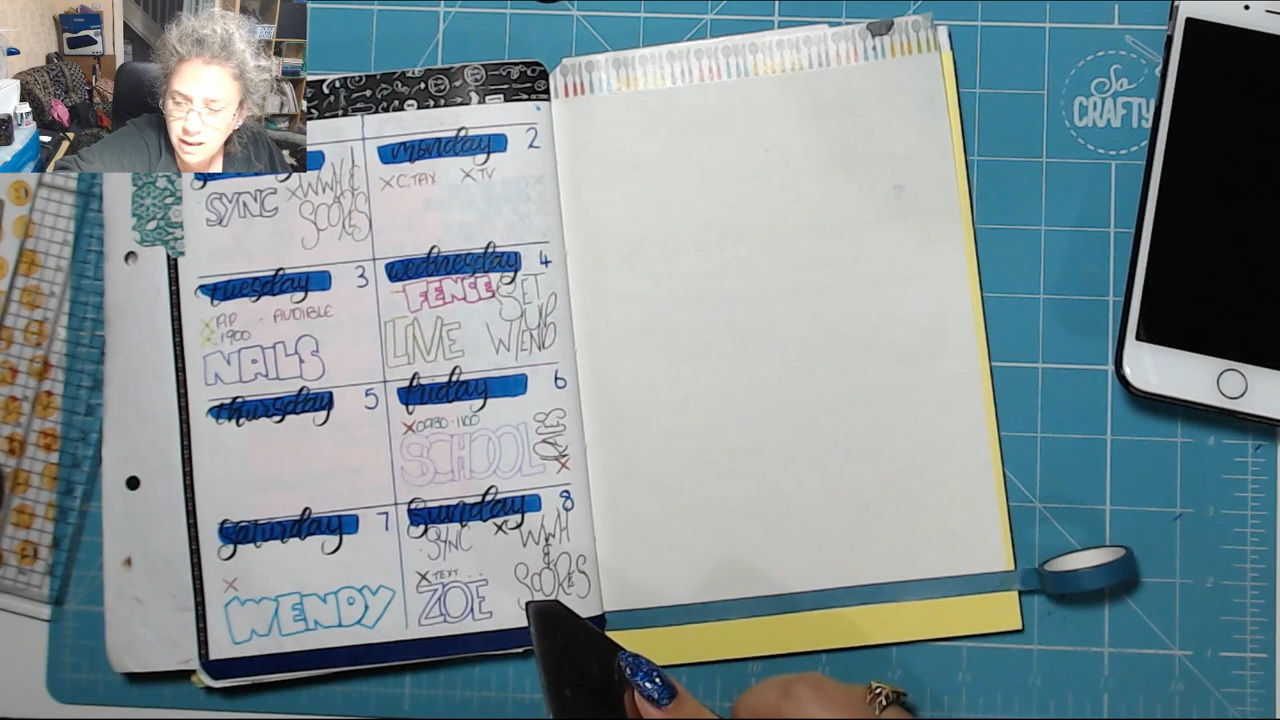 SYNC
WWH &
SCORES
monday 2
X C.TAX X TV
tuesday 3
X AP · AUDIBLE
X 1900
NAILS
wednesday 4
FENCE
SET
UP
W/END
LIVE
thursday 5
friday 6
X 0930-1100
SCHOOL
saturday 7
X
WENDY
sunday 8
· SYNC X
WWH
&
SCORES
X TEXT
ZOE
So
CRAFTY